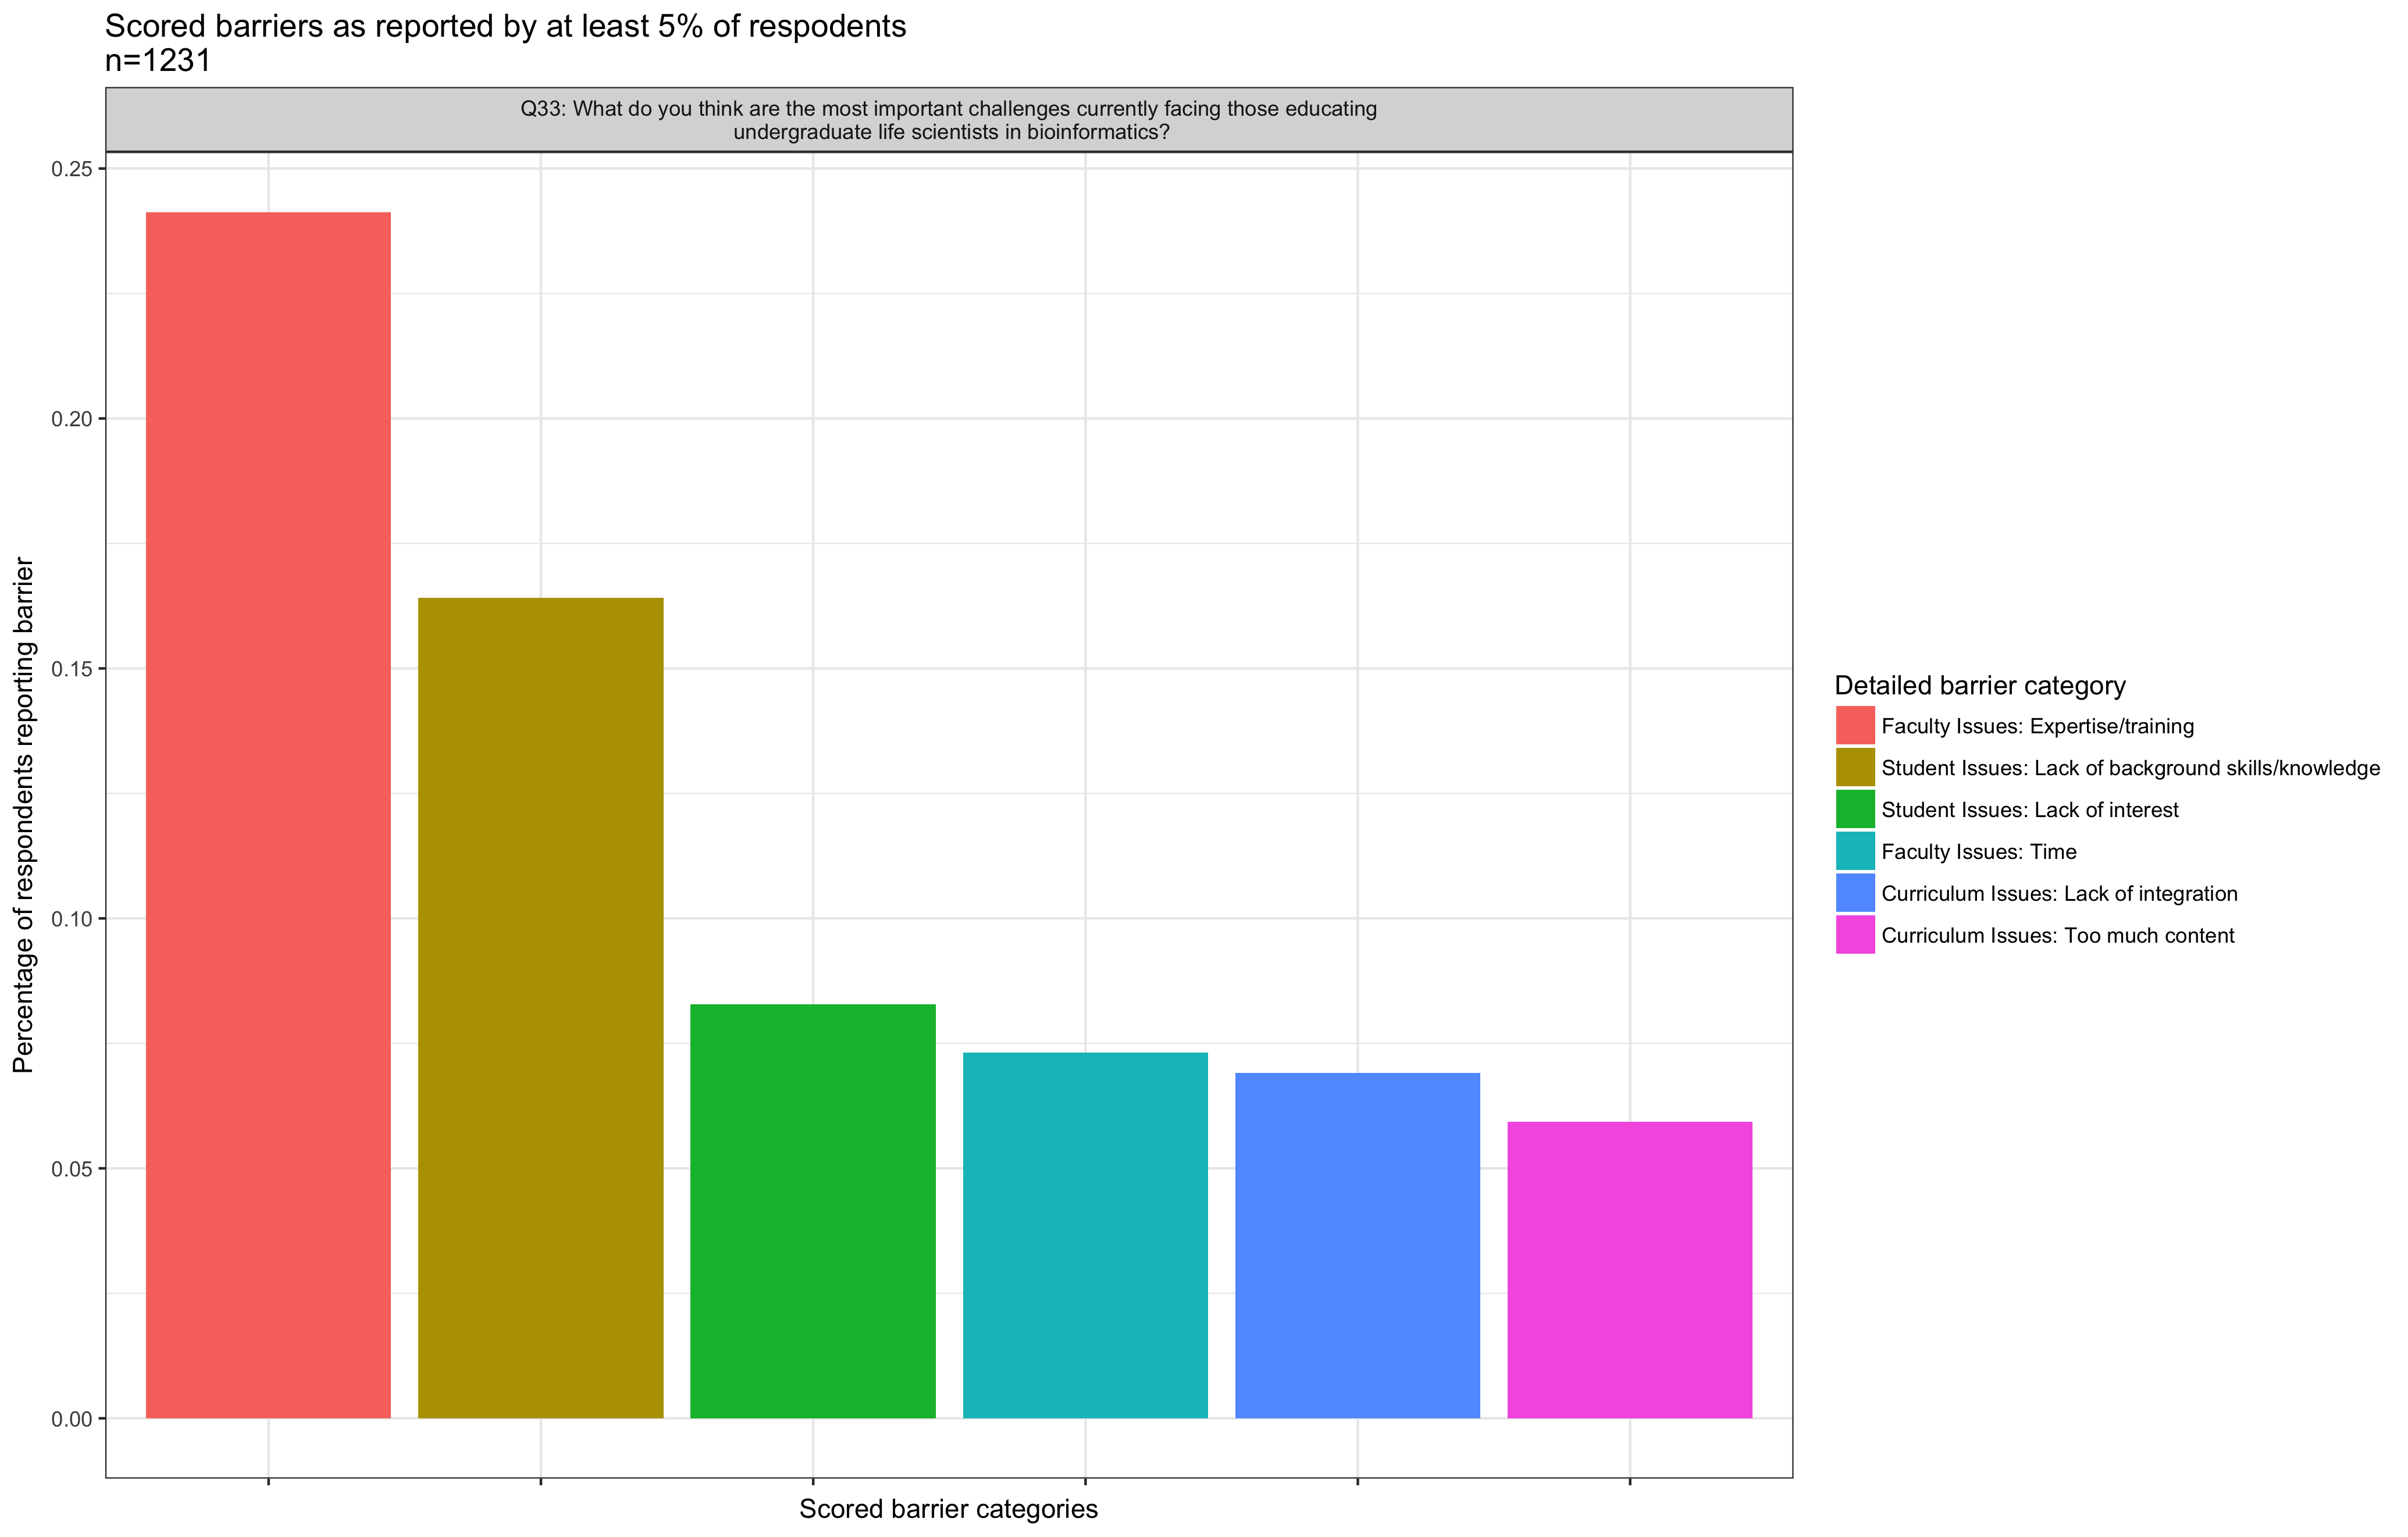 Scored barriers as reported by at least 5% of respodents
n=1231
Q33: What do you think are the most important challenges currently facing those educating
undergraduate life scientists in bioinformatics?
Percentage of respondents reporting barrier
0.25
0.20
0.15
0.10
0.05
0.00
Scored barrier categories
Detailed barrier category
Faculty Issues: Expertise/training
Student Issues: Lack of background skills/knowledge
Student Issues: Lack of interest
Faculty Issues: Time
Curriculum Issues: Lack of integration
Curriculum Issues: Too much content